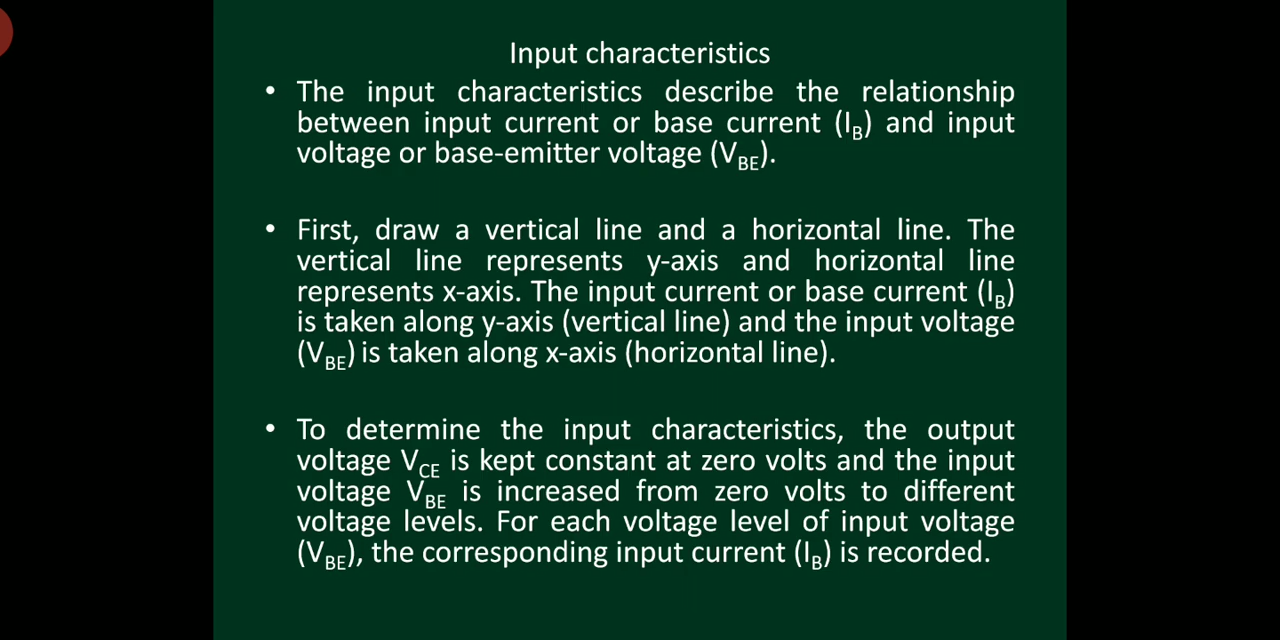 Input characteristics
• The input characteristics describe the relationship
between input current or base current (IB) and input
voltage or base-emitter voltage (VBE).
• First, draw a vertical line and a horizontal line. The
vertical line represents y-axis and horizontal line
represents x-axis. The input current or base current (IB)
is taken along y-axis (vertical line) and the input voltage
(VBE) is taken along x-axis (horizontal line).
• To determine the input characteristics, the output
voltage VCE is kept constant at zero volts and the input
voltage VBE is increased from zero volts to different
voltage levels. For each voltage level of input voltage
(VBE), the corresponding input current (IB) is recorded.